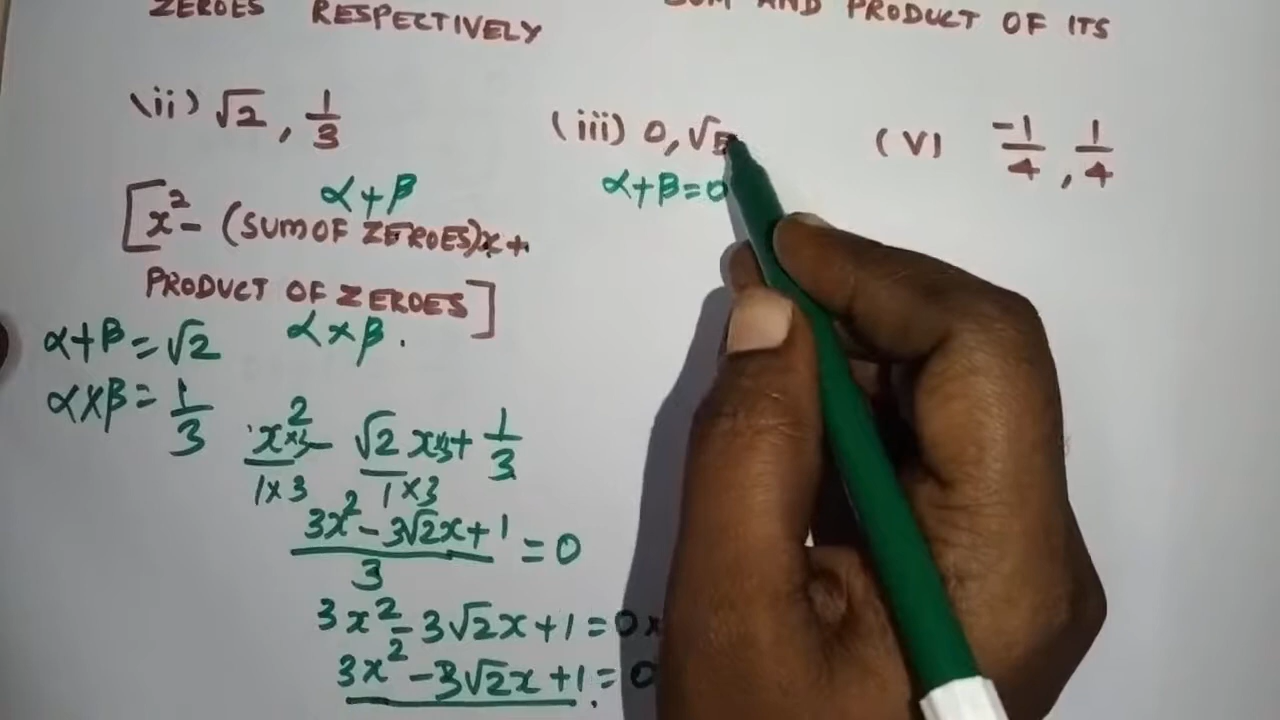 ZEROES RESPECTIVELY
SUM AND PRODUCT OF ITS
(ii) √2, 1/3
(iii) 0, √5
(V) -1/4, 1/4
α+β
α+β=0
[x² - (SUM OF ZEROES)x +
PRODUCT OF ZEROES]
α+β=√2
α×β.
α×β=1/3
x²×3/1×3 - √2 x×3/1×3 + 1/3
3x²-3√2x+1/3 = 0
3x²-3√2x+1=0×
3x²-3√2x+1=0